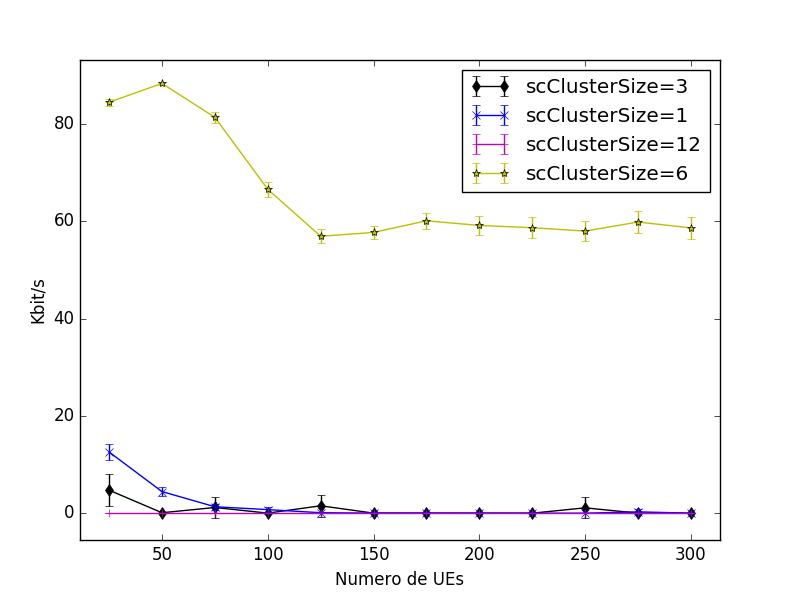 scClusterSize=3
scClusterSize=1
scClusterSize=12
scClusterSize=6
80
60
40
20
0
Kbit/s
50 100 150 200 250 300
Numero de UEs